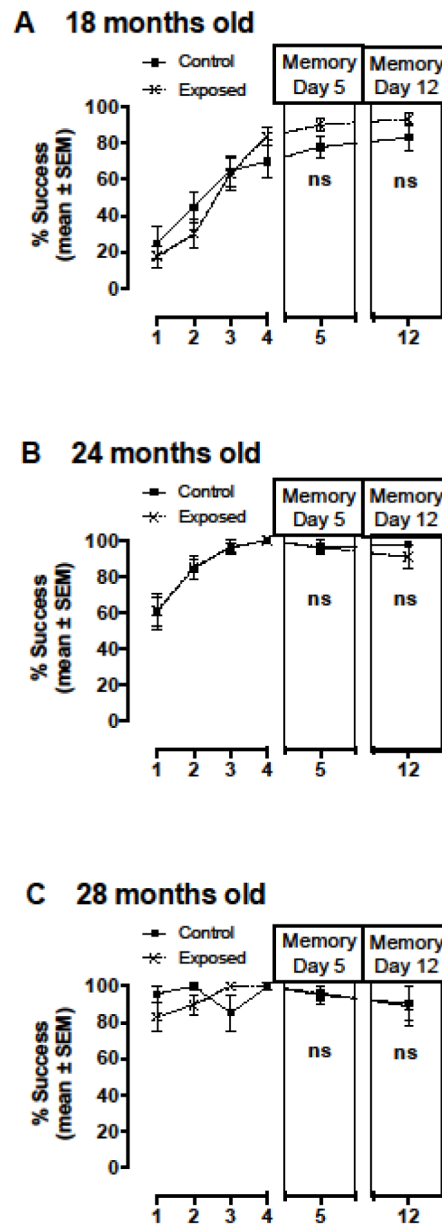 A 18 months old
Control
Exposed
Memory
Day 5
Memory
Day 12
% Success
(mean ± SEM)
100
80
60
40
20
0
ns
ns
1 2 3 4 5 12
B 24 months old
Control
Exposed
Memory
Day 5
Memory
Day 12
% Success
(mean ± SEM)
100
80
60
40
20
0
ns
ns
1 2 3 4 5 12
C 28 months old
Control
Exposed
Memory
Day 5
Memory
Day 12
% Success
(mean ± SEM)
100
80
60
40
20
0
ns
ns
1 2 3 4 5 12